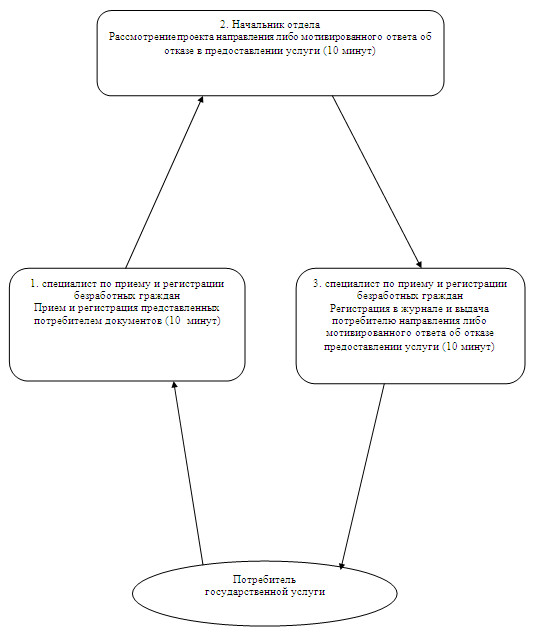 2. Начальник отдела
Рассмотрение проекта направления либо мотивированного ответа об
отказе в предоставлении услуги (10 минут)
1. специалист по приему и регистрации
безработных граждан
Прием и регистрация представленных
потребителем документов (10 минут)
3. специалист по приему и регистрации
безработных граждан
Регистрация в журнале и выдача
потребителю направления либо
мотивированного ответа об отказе
предоставлении услуги (10 минут)
Потребитель
государственной услуги